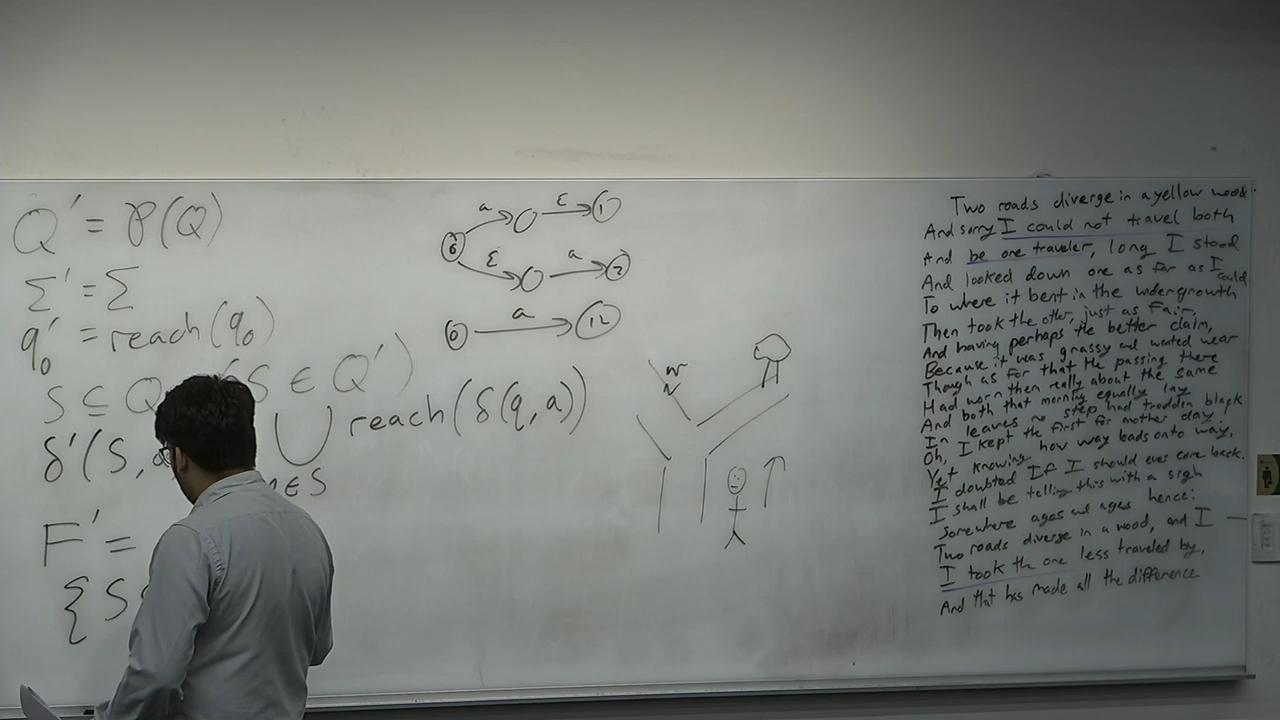 Q' = P(Q)
Σ' = Σ
q₀' = reach(q₀)
S ⊆ Q (S ∈ Q')
δ'(S, a ⋃ reach(δ(q,a))
∈ S
F' =
{S
a ε 1
0
ε a 2
0 a 12
Two roads diverge in a yellow wood.
And sorry I could not travel both
And be one traveler, long I stood
And looked down one as far as I could
To where it bent in the undergrowth
Then took the other, just as fair,
And having perhaps the better claim,
Because it was grassy and wanted wear
Though as for that the passing there
Had worn them really about the same
And both that morning equally lay
In leaves no step had trodden black
Oh, I kept the first for another day.
Yet knowing how way leads onto way,
I doubted If I should ever come back.
I shall be telling this with a sigh
Somewhere ages and ages hence:
Two roads diverge in a wood, and I
I took the one less traveled by,
And that has made all the difference